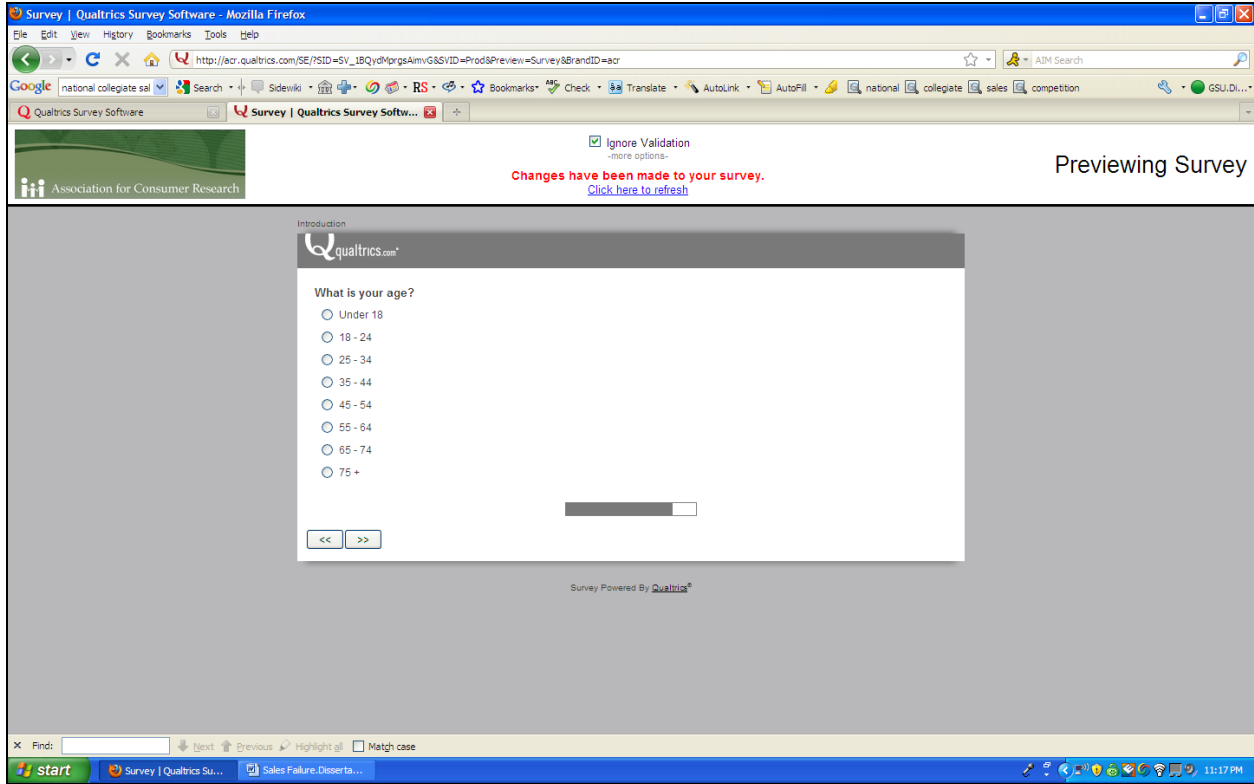 Survey | Qualtrics Survey Software - Mozilla Firefox
File Edit View History Bookmarks Tools Help
http://acr.qualtrics.com/SE/?SID=SV_1BQydMprgsAimvG&SVID=Prod&Preview=Survey&BrandID=acr AIM Search
Google national collegiate sal Search Sidewiki RS Bookmarks Check Translate AutoLink AutoFill national collegiate sales competition GSU.Di...
Qualtrics Survey Software Survey | Qualtrics Survey Softw...
Ignore Validation
-more options-
Changes have been made to your survey.
Click here to refresh
Previewing Survey
Association for Consumer Research
Introduction
qualtrics.com
What is your age?
Under 18
18 - 24
25 - 34
35 - 44
45 - 54
55 - 64
65 - 74
75 +
<< >>
Survey Powered By Qualtrics®
× Find: Next Previous Highlight all Match case
start Survey | Qualtrics Su... Sales Failure.Disserta... 11:17 PM